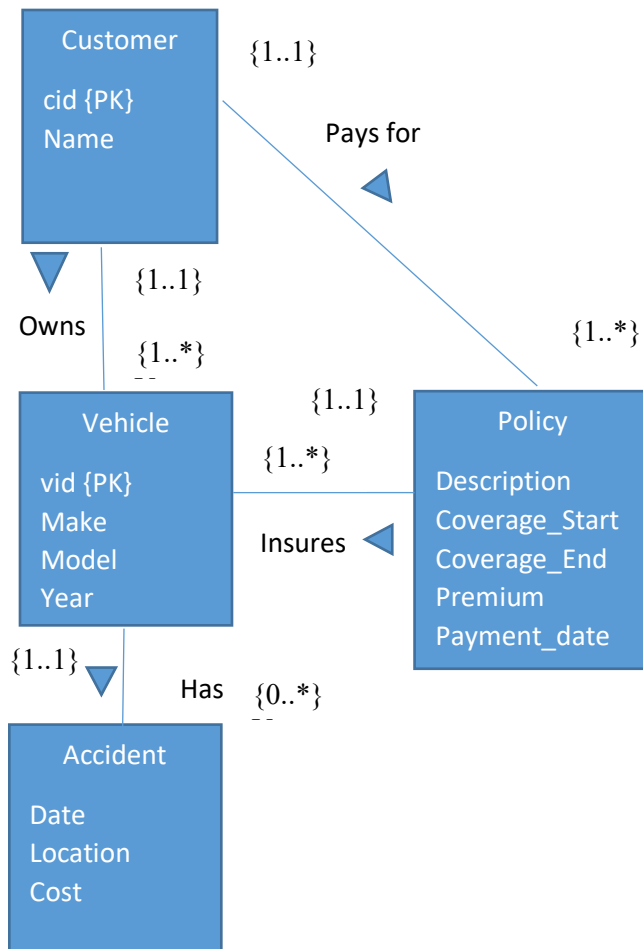 Customer
cid {PK}
Name
{1..1}
Pays for
{1..1}
Owns
{1..*}
{1..*}
Vehicle
vid {PK}
Make
Model
Year
{1..1}
{1..*}
Insures
Policy
Description
Coverage_Start
Coverage_End
Premium
Payment_date
{1..1}
Has
{0..*}
Accident
Date
Location
Cost